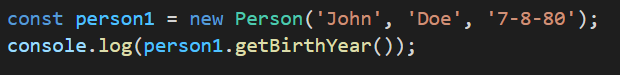 const person1 = new Person('John', 'Doe', '7-8-80');
console.log(person1.getBirthYear());